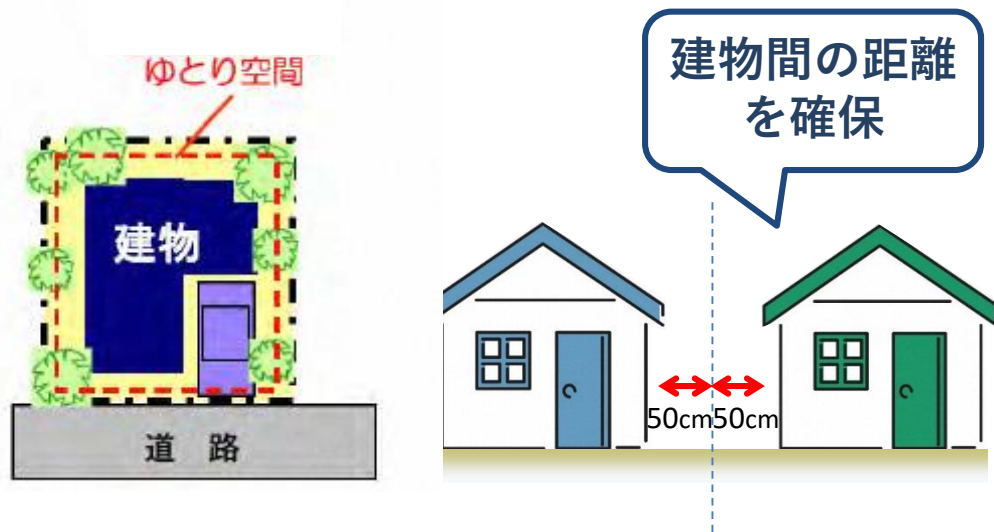 ゆとり空間
建物
道 路
建物間の距離
を確保
50cm
50cm